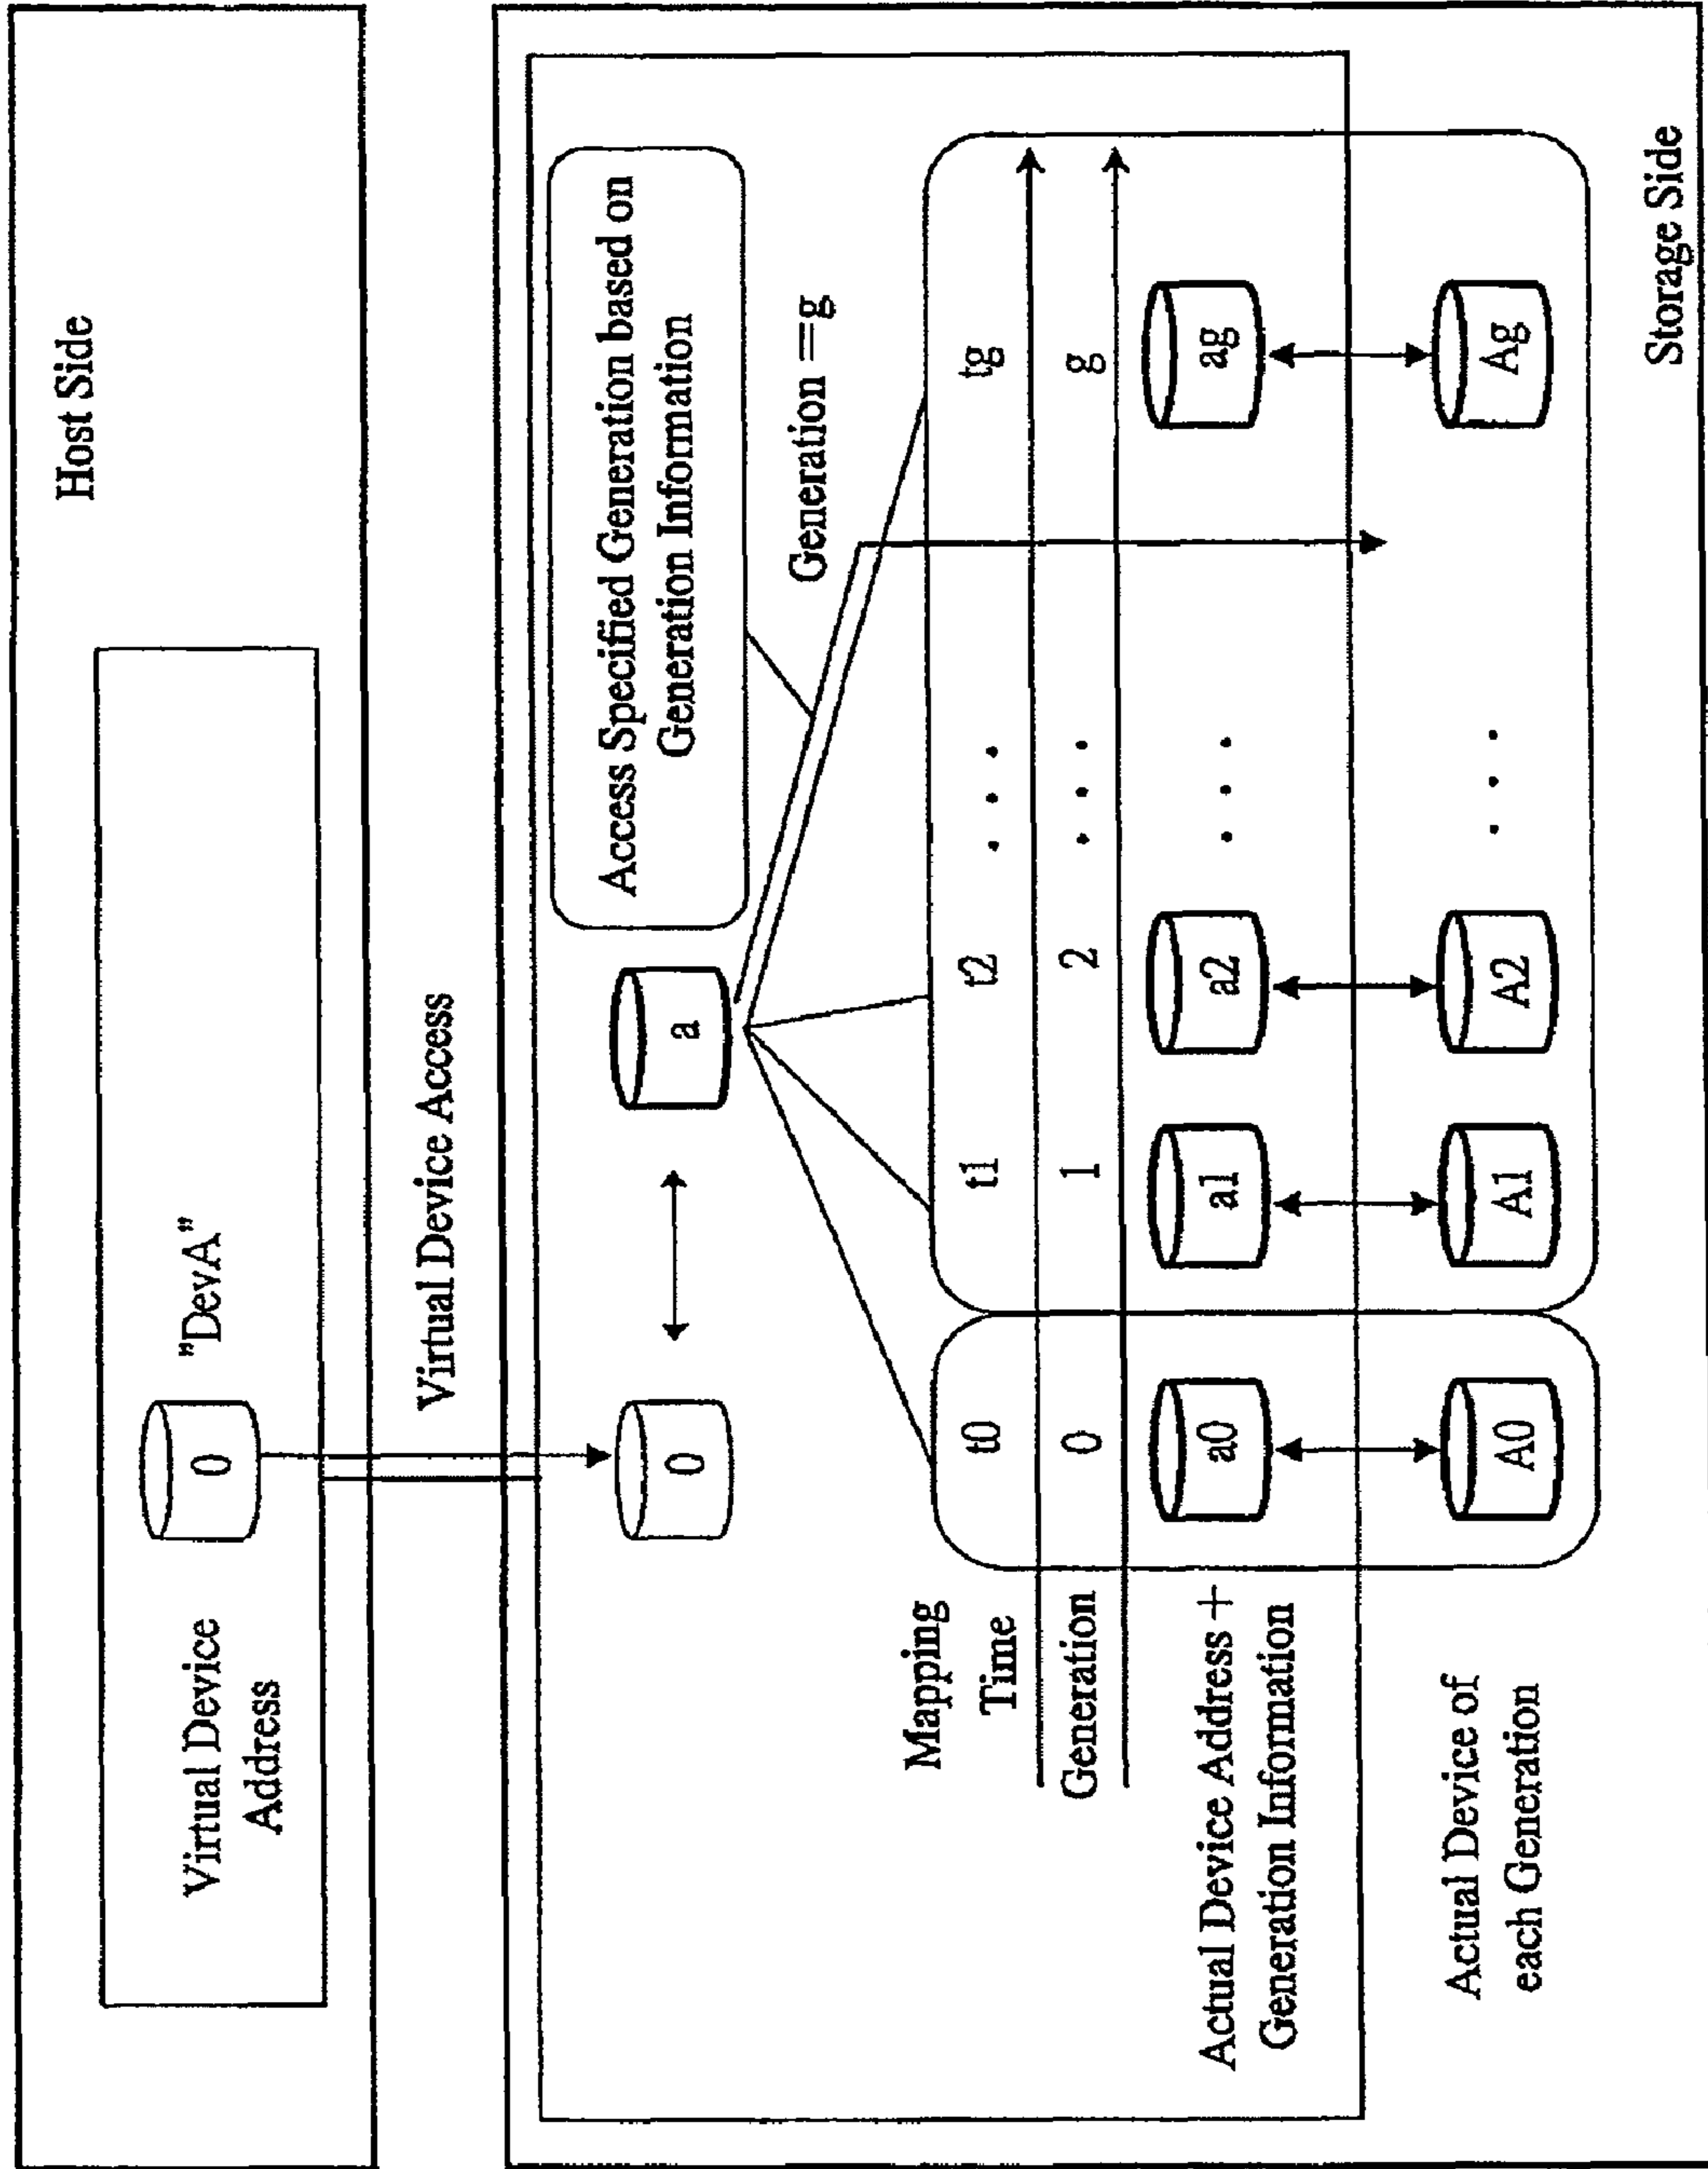 Host Side
"DevA"
0
Virtual Device
Address
Virtual Device Access
0
a
Access Specified Generation based on
Generation Infomation
Generation ==g
Mapping
Time
t0
t1
t2
. . .
tg
Generation
0
1
2
. . .
g
Actual Device Address +
Generation Infomation
a0
a1
a2
. . .
ag
Actual Device of
each Generation
A0
A1
A2
. . .
Ag
Storage Side